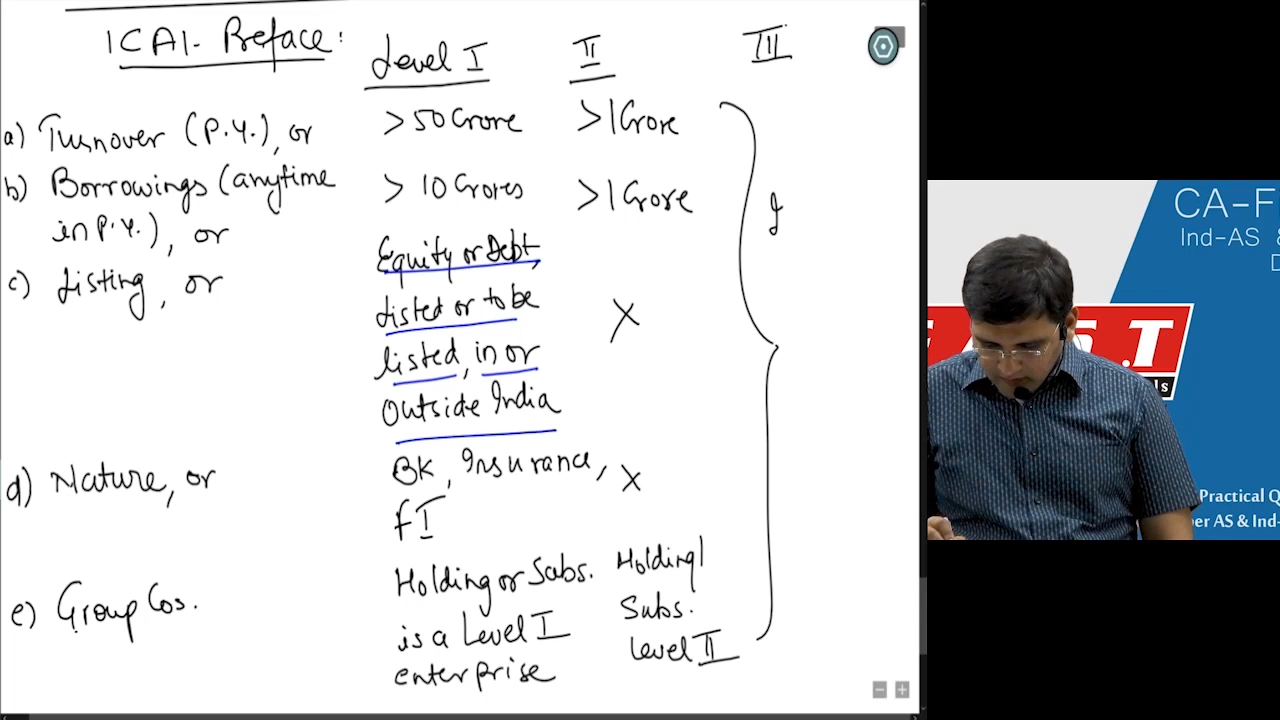 ICAI- Preface:
Level I II III
a) Turnover (P.Y.), or >50 Crore >1 Crore
b) Borrowings (anytime >10 Crores >1 Crore
in P.Y.), or
c) Listing, or
Equity or Debt,
Listed or to be
listed, in or X
Outside India
d) Nature, or BK, Insurance, X
FI
e) Group Cos. Holding or Subs. Holding/
is a Level I Subs.
enterprise Level II
CA-F
Ind-AS &
D
.T
ls
Practical Q
per AS & Ind-